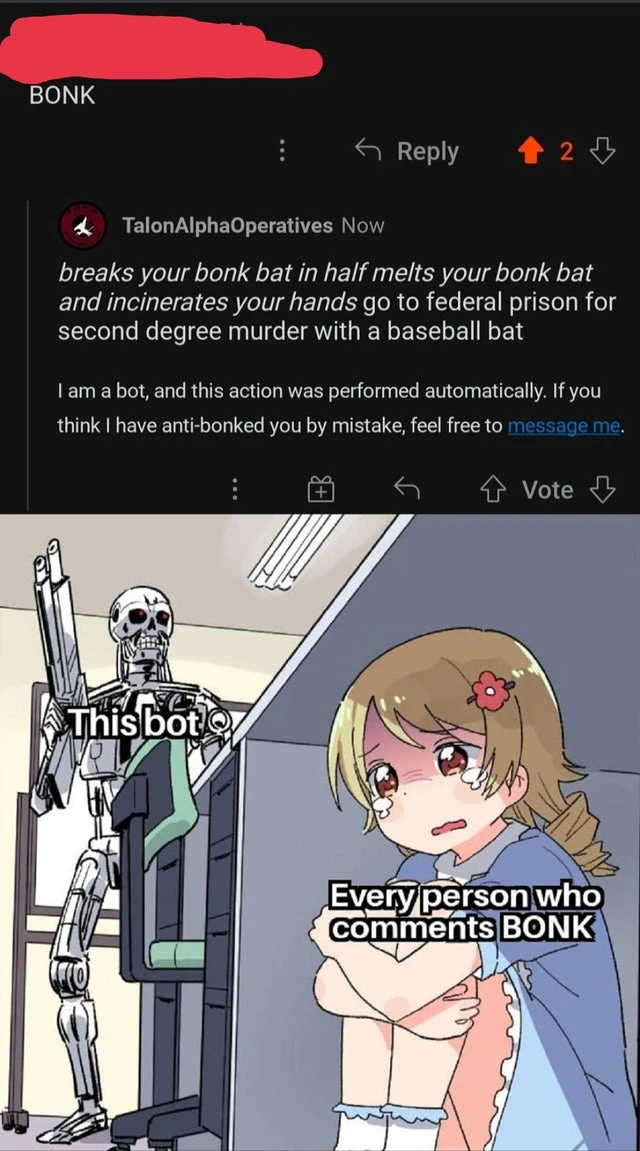 BONK
Reply
2
TalonAlphaOperatives Now
breaks your bonk bat in half melts your bonk bat
and incinerates your hands go to federal prison for
second degree murder with a baseball bat
I am a bot, and this action was performed automatically. If you
think I have anti-bonked you by mistake, feel free to message me.
Vote
This bot
Every person who
comments BONK